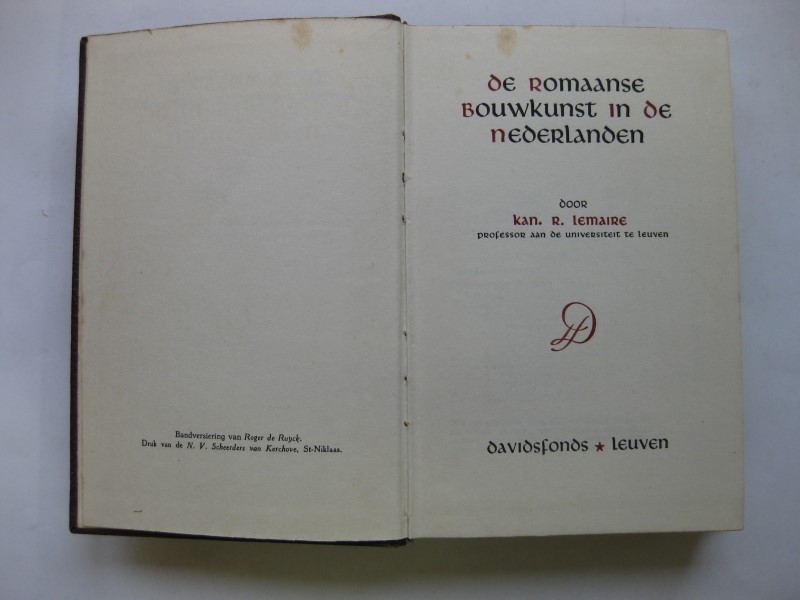 Bandversiering van Roger de Ruyck.
Druk van de N. V. Scheerders van Kerchove, St-Niklaas.
De Romaanse
Bouwkunst in de
Nederlanden
door
Kan. R. Lemaire
professor aan de universiteit te leuven
DF
davidsfonds ★ leuven